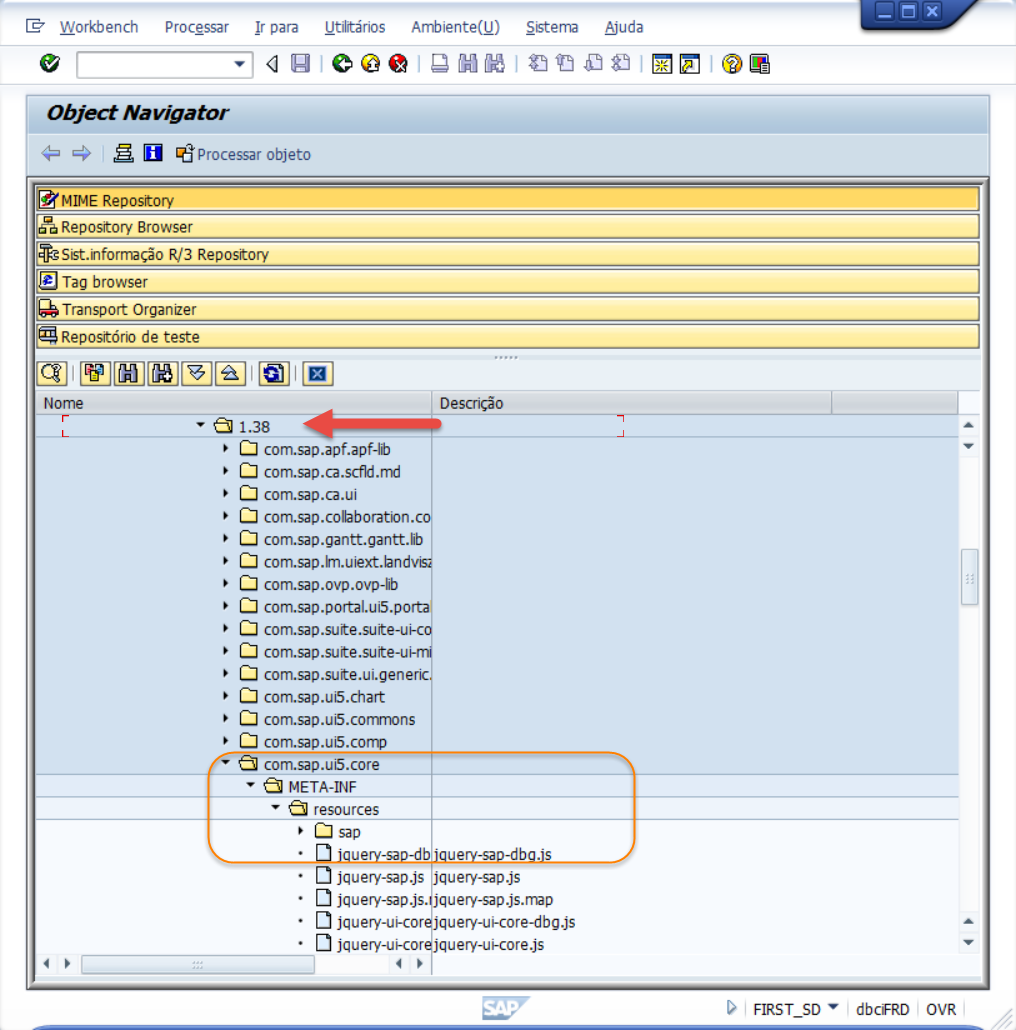 Workbench Processar Ir para Utilitários Ambiente(U) Sistema Ajuda
Object Navigator
Processar objeto
MIME Repository
Repository Browser
Sist.informação R/3 Repository
Tag browser
Transport Organizer
Repositório de teste
Nome Descrição
1.38
com.sap.apf.apf-lib
com.sap.ca.scfld.md
com.sap.ca.ui
com.sap.collaboration.co
com.sap.gantt.gantt.lib
com.sap.lm.uiext.landvisz
com.sap.ovp.ovp-lib
com.sap.portal.ui5.portal
com.sap.suite.suite-ui-co
com.sap.suite.suite-ui-mi
com.sap.suite.ui.generic.
com.sap.ui5.chart
com.sap.ui5.commons
com.sap.ui5.comp
com.sap.ui5.core
META-INF
resources
sap
jquery-sap-db jquery-sap-dbg.js
jquery-sap.js jquery-sap.js
jquery-sap.js.m jquery-sap.js.map
jquery-ui-core jquery-ui-core-dbg.js
jquery-ui-core jquery-ui-core.js
SAP FIRST_SD dbciFRD OVR